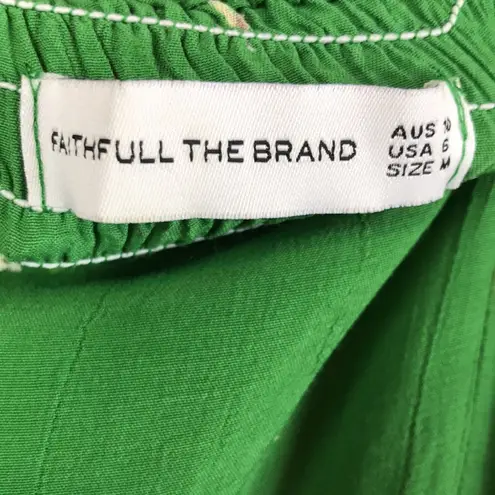 FAITHFULL THE BRAND
AUS 10
USA 6
SIZE M